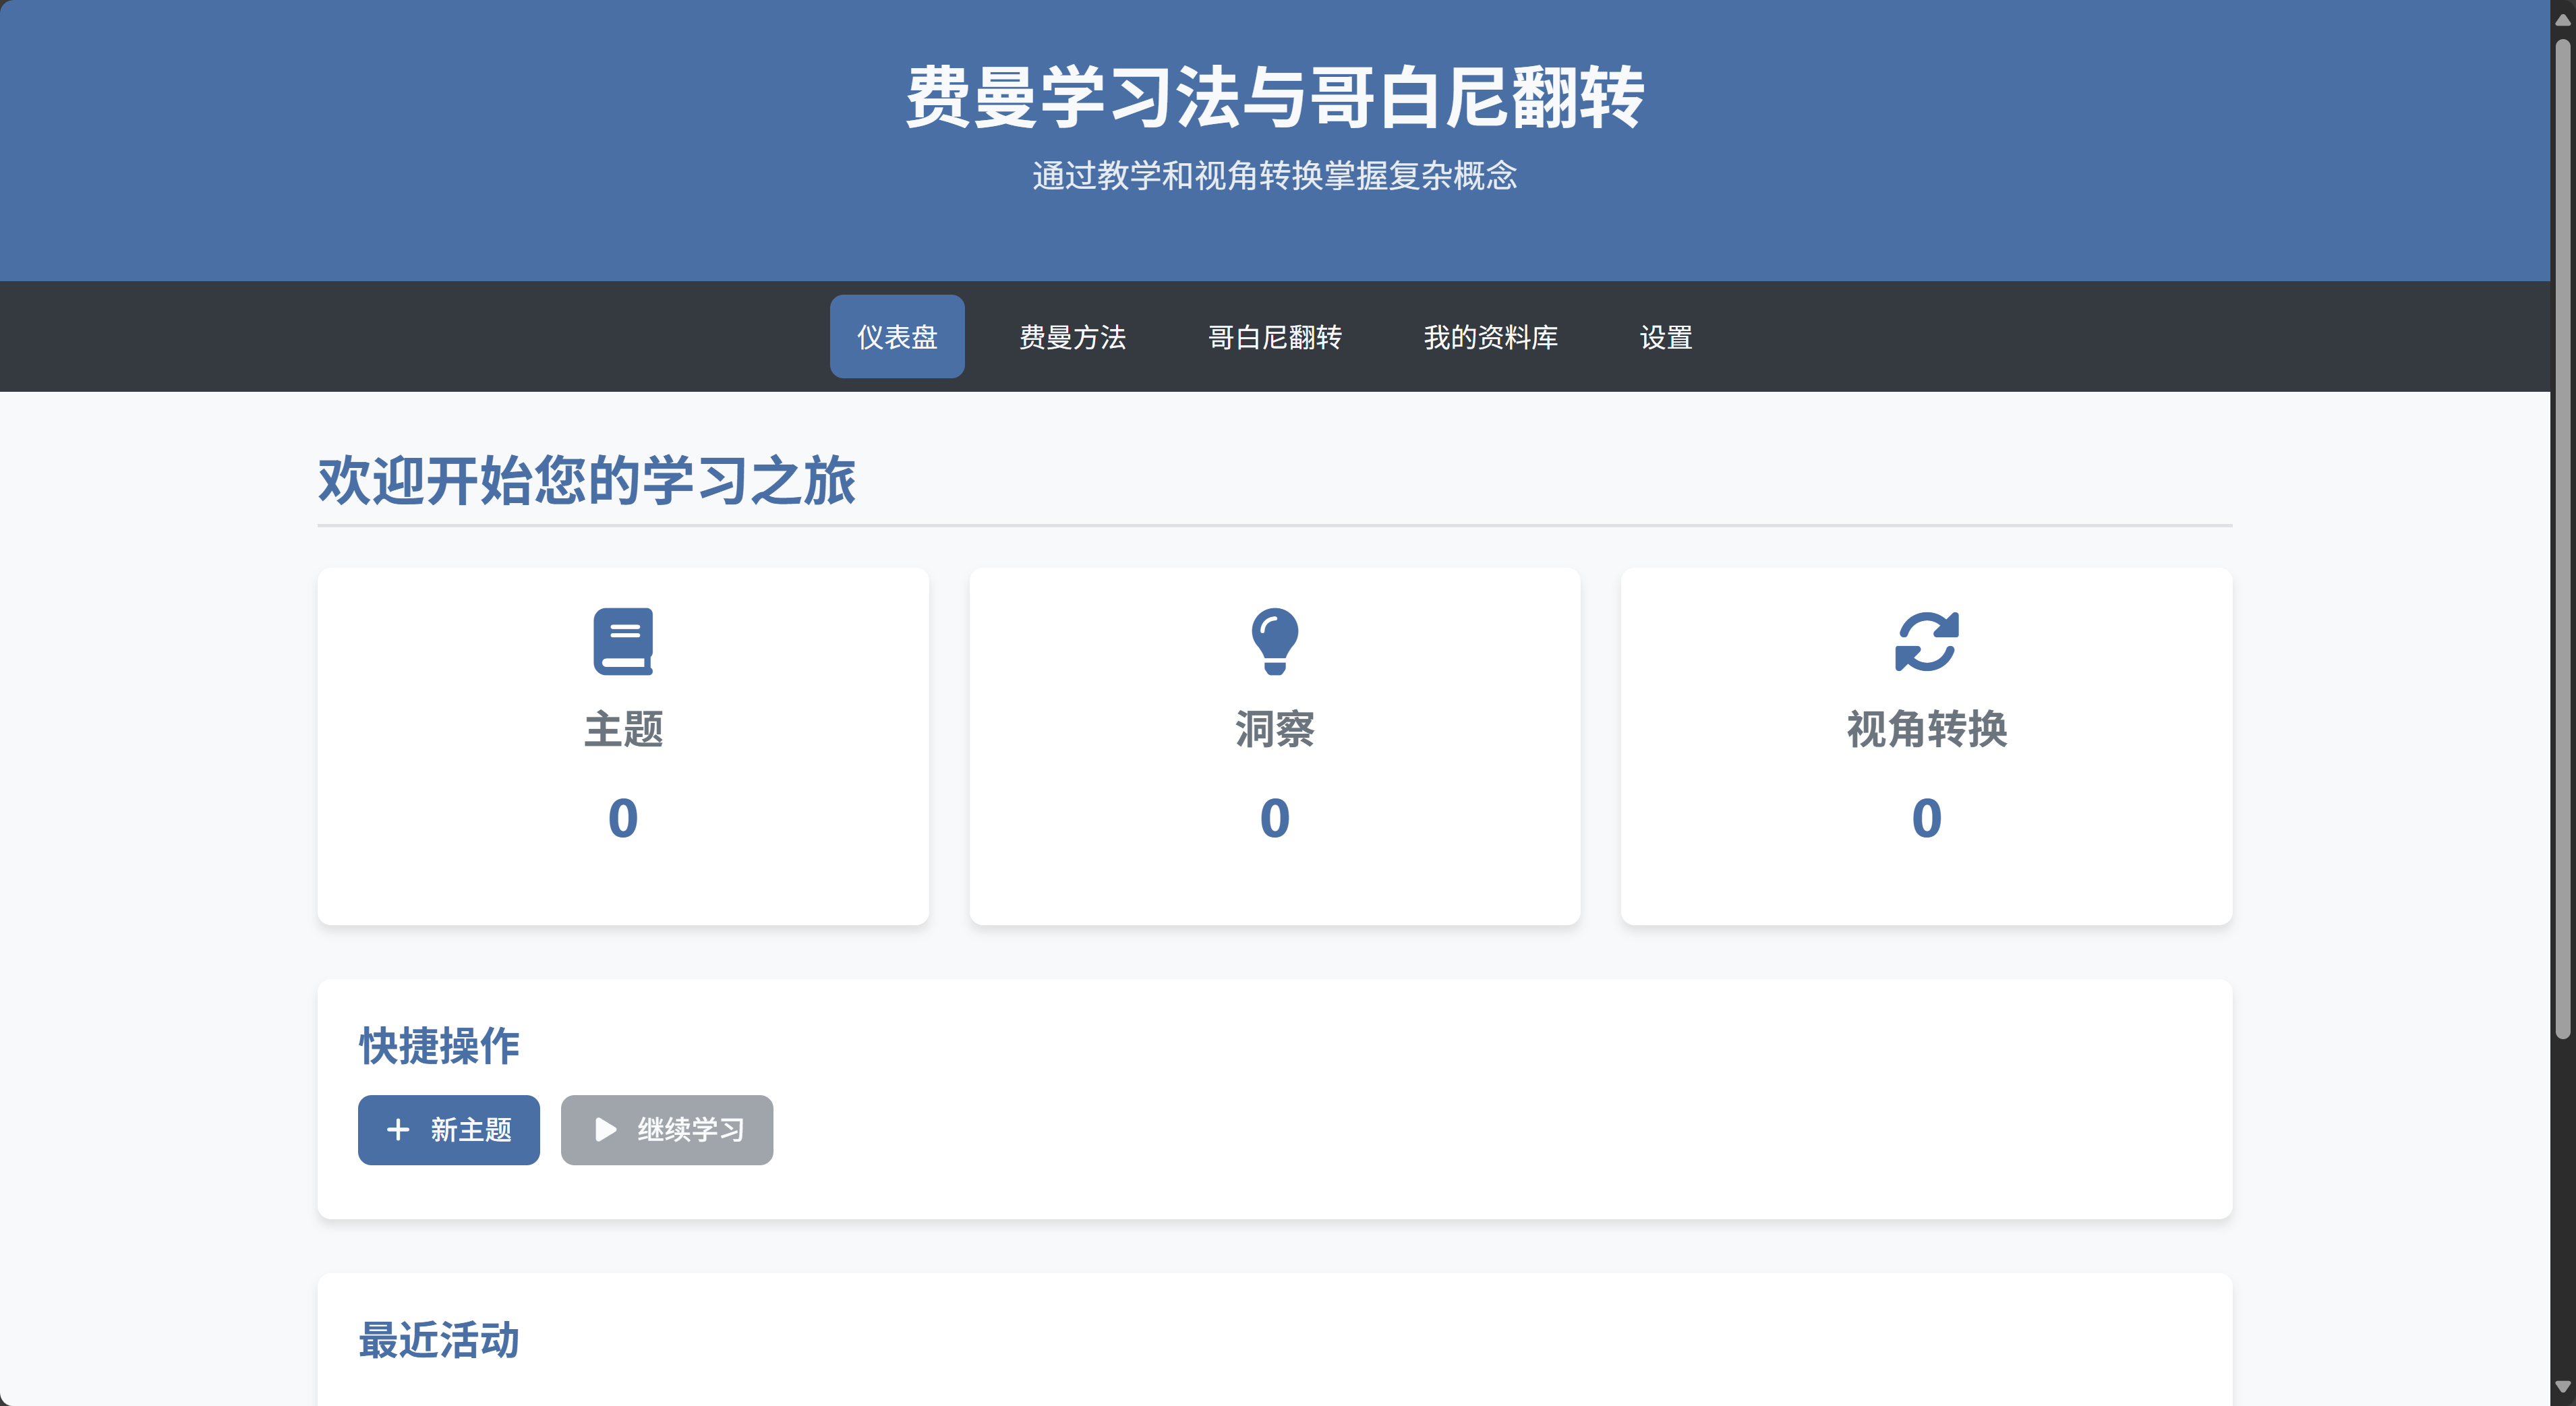 费曼学习法与哥白尼翻转
通过教学和视角转换掌握复杂概念
仪表盘 费曼方法 哥白尼翻转 我的资料库 设置
欢迎开始您的学习之旅
主题
0
洞察
0
视角转换
0
快捷操作
新主题 继续学习
最近活动